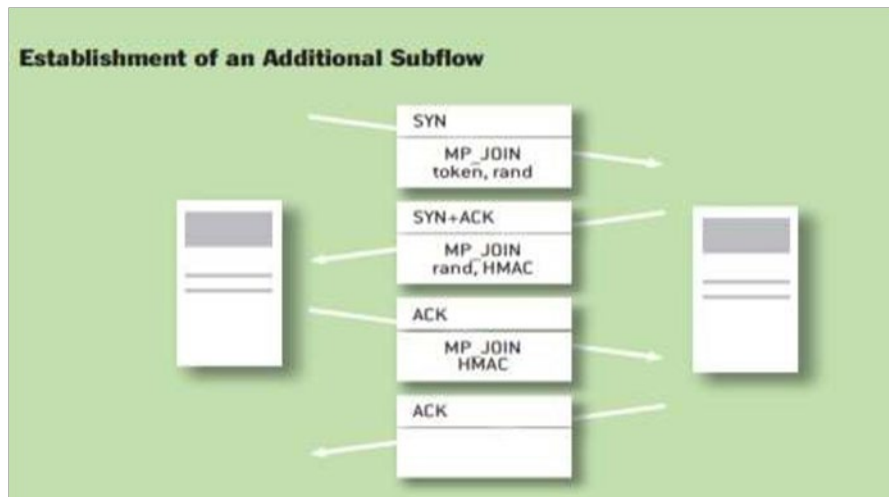 Establishment of an Additional Subflow
SYN
MP_JOIN
token, rand
SYN+ACK
MP_JOIN
rand, HMAC
ACK
MP_JOIN
HMAC
ACK